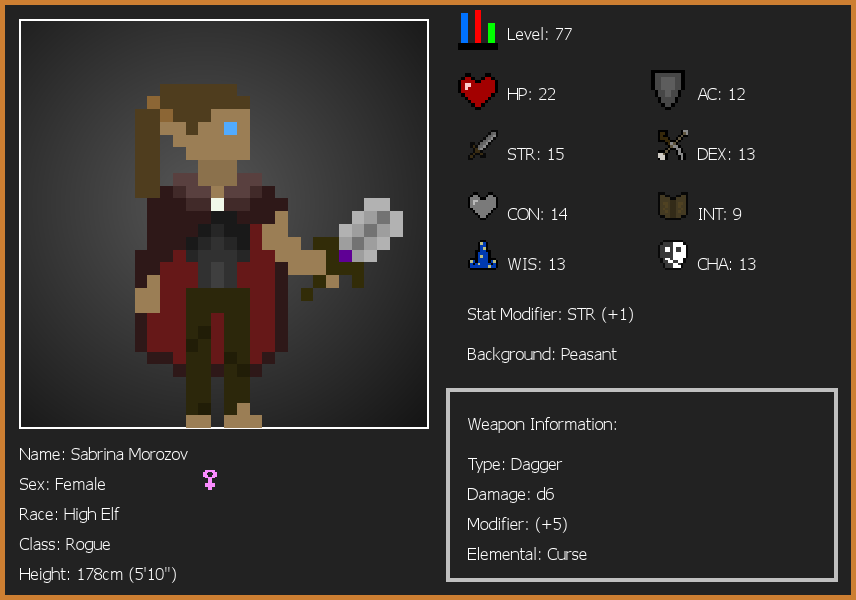 Level: 77
HP: 22
AC: 12
STR: 15
DEX: 13
CON: 14
INT: 9
WIS: 13
CHA: 13
Stat Modifier: STR (+1)
Background: Peasant
Weapon Information:
Type: Dagger
Damage: d6
Modifier: (+5)
Elemental: Curse
Name: Sabrina Morozov
Sex: Female
Race: High Elf
Class: Rogue
Height: 178cm (5'10")